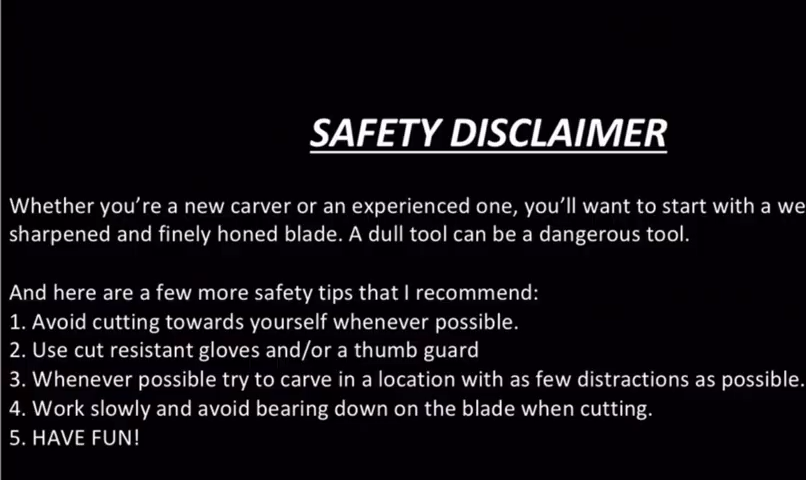 SAFETY DISCLAIMER
Whether you're a new carver or an experienced one, you'll want to start with a we
sharpened and finely honed blade. A dull tool can be a dangerous tool.
And here are a few more safety tips that I recommend:
1. Avoid cutting towards yourself whenever possible.
2. Use cut resistant gloves and/or a thumb guard
3. Whenever possible try to carve in a location with as few distractions as possible.
4. Work slowly and avoid bearing down on the blade when cutting.
5. HAVE FUN!